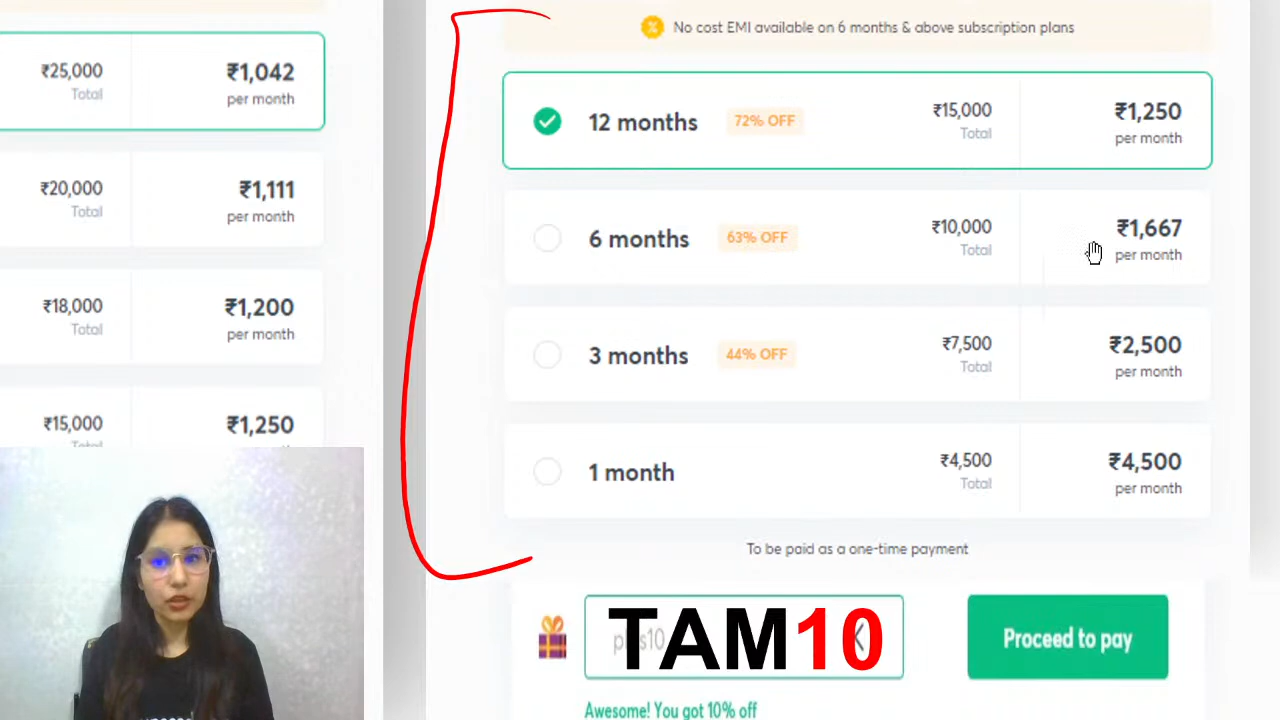 ₹25,000
Total
₹1,042
per month
₹20,000
Total
₹1,111
per month
₹18,000
Total
₹1,200
per month
₹15,000
Total
₹1,250
No cost EMI available on 6 months & above subscription plans
12 months 72% OFF ₹15,000 ₹1,250
Total per month
6 months 63% OFF ₹10,000 ₹1,667
Total per month
3 months 44% OFF ₹7,500 ₹2,500
Total per month
1 month ₹4,500 ₹4,500
Total per month
To be paid as a one-time payment
TAM10
Proceed to pay
Awesome! You got 10% off